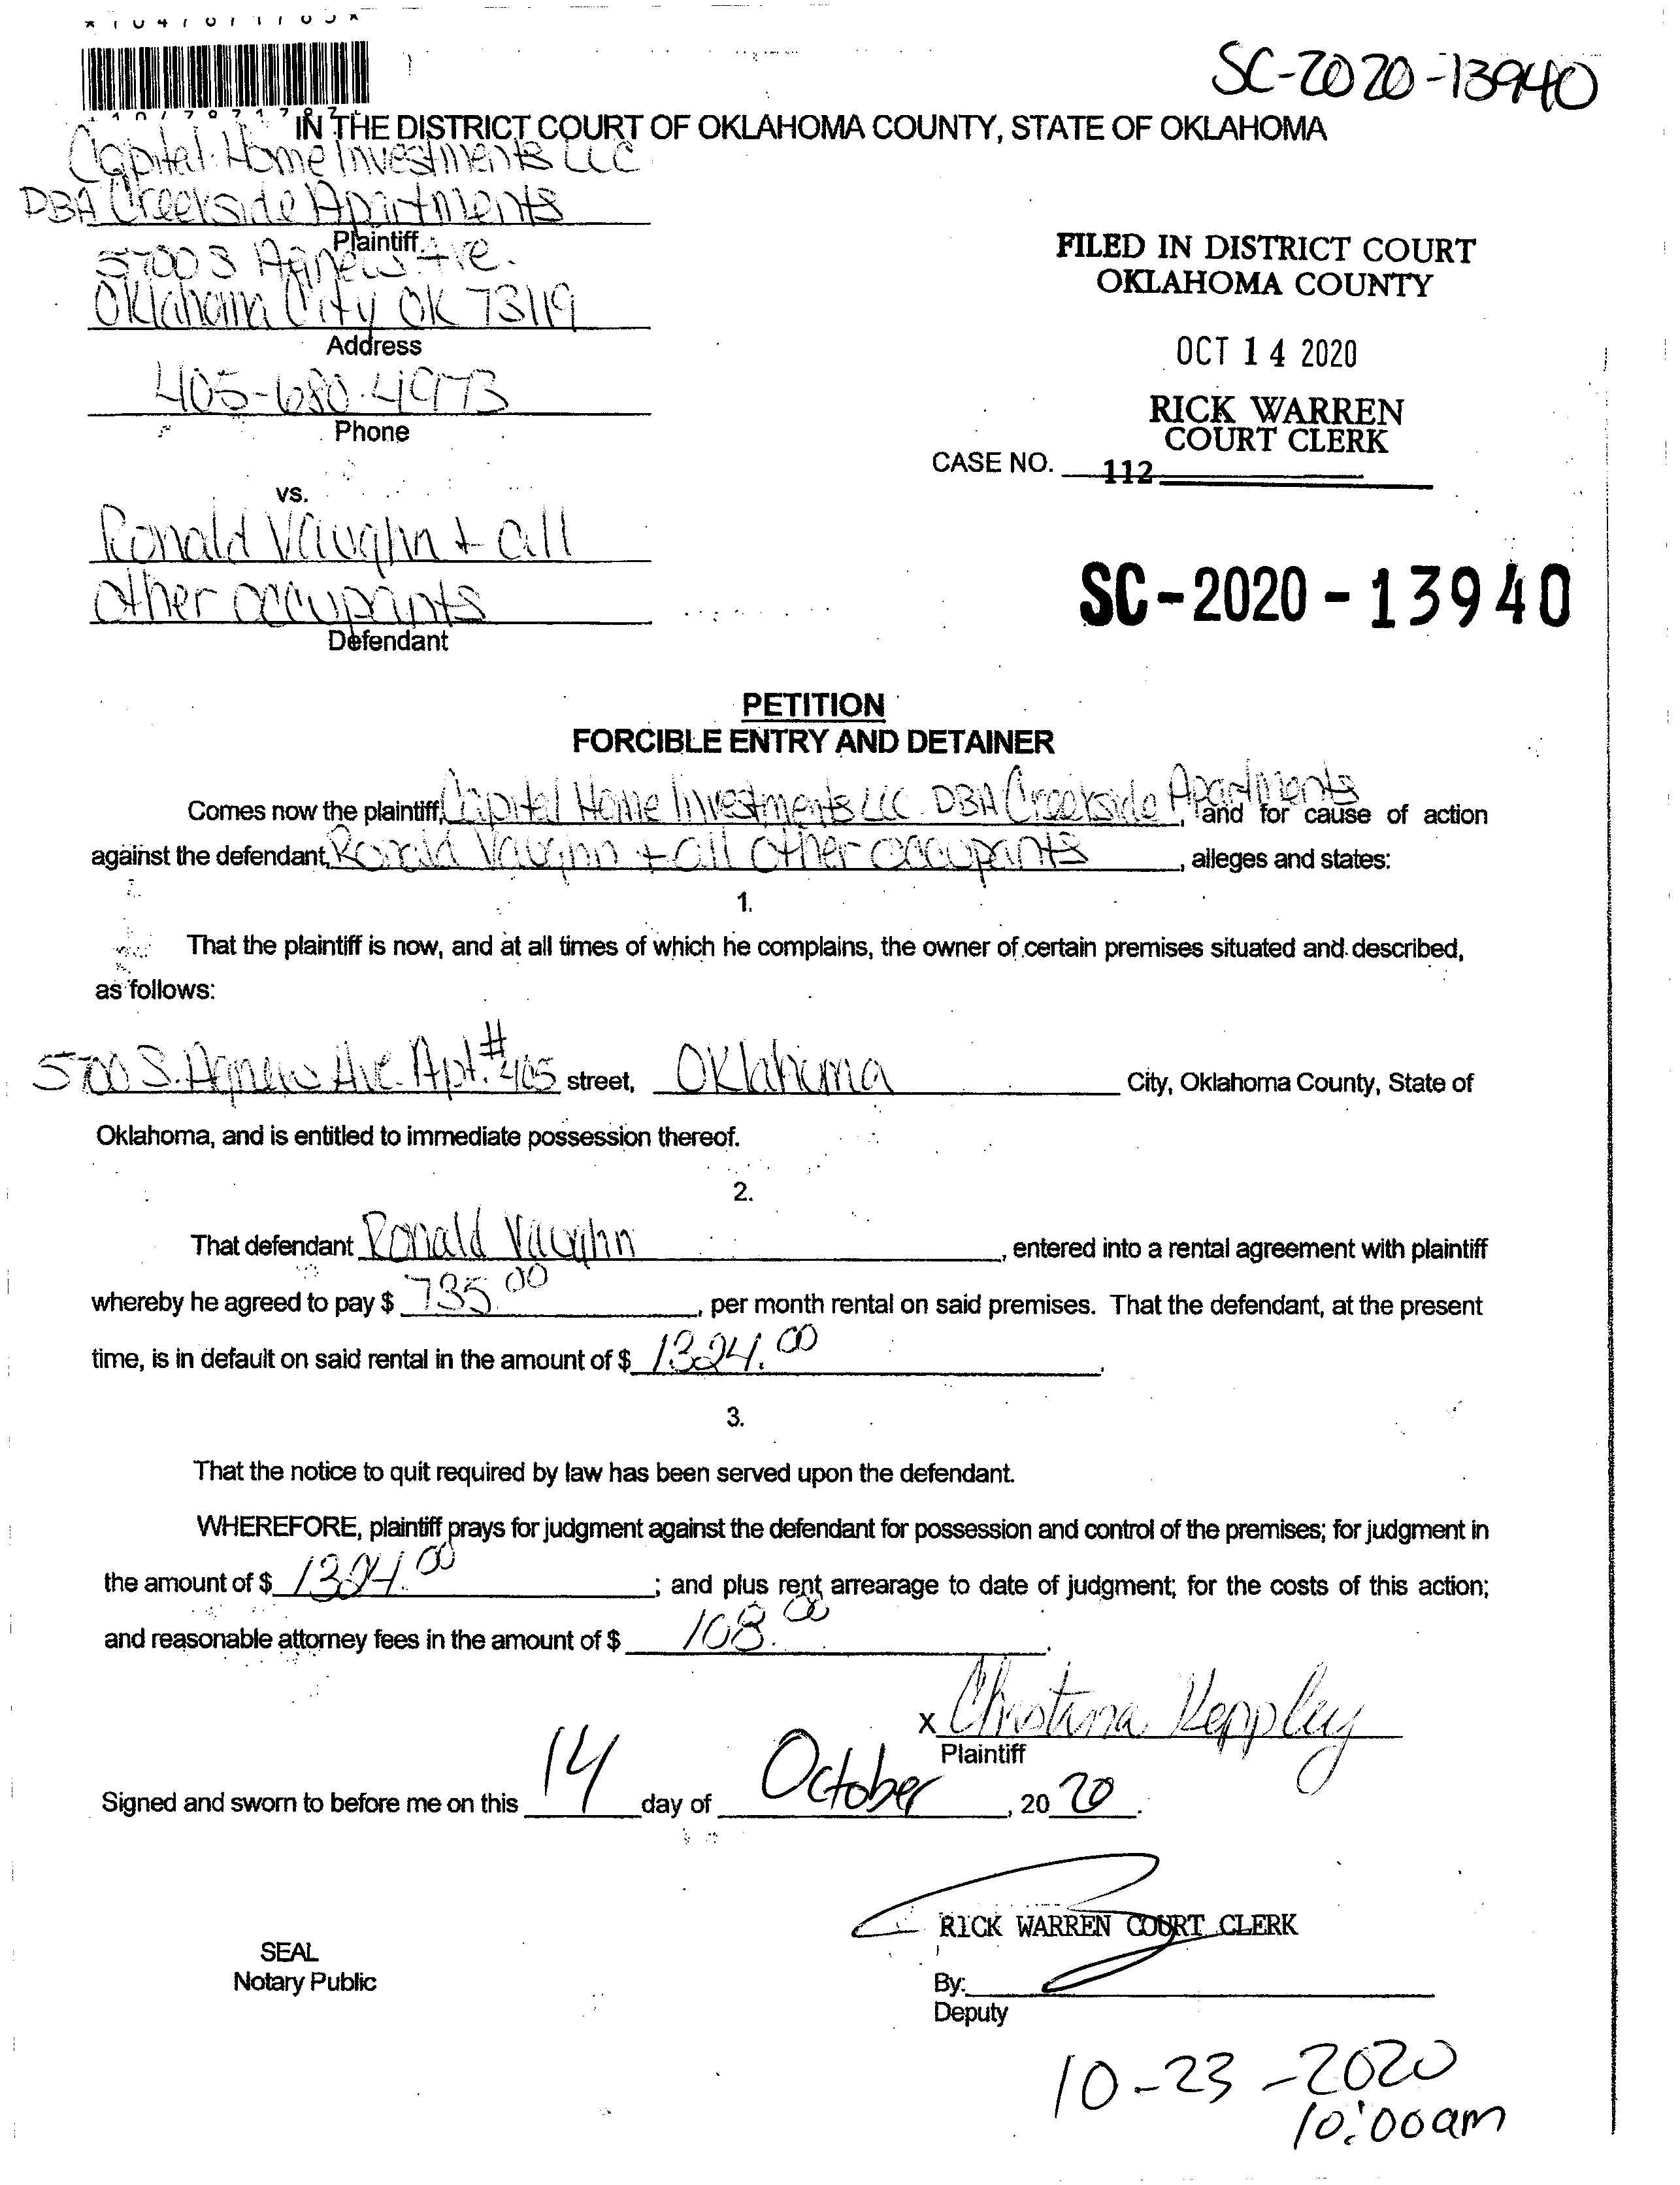 SC-2020-13940
IN THE DISTRICT COURT OF OKLAHOMA COUNTY, STATE OF OKLAHOMA
Capital Home Investments LLC
DBA Creekside Apartments
Plaintiff
5700 S Agnew Ave.
Oklahoma City OK 73119
Address
405-680-4973
Phone
FILED IN DISTRICT COURT
OKLAHOMA COUNTY
OCT 14 2020
RICK WARREN
COURT CLERK
CASE NO. 112
vs.
Ronald Vaughn + all
other occupants
Defendant
SC-2020-13940
PETITION
FORCIBLE ENTRY AND DETAINER
Comes now the plaintiff, Capital Home Investments LLC DBA Creekside Apartments, and for cause of action
against the defendant, Ronald Vaughn + all other occupants, alleges and states:
1.
That the plaintiff is now, and at all times of which he complains, the owner of certain premises situated and described,
as follows:
5700 S. Agnew Ave. Apt. #405 street, Oklahoma City, Oklahoma County, State of
Oklahoma, and is entitled to immediate possession thereof.
2.
That defendant Ronald Vaughn, entered into a rental agreement with plaintiff
whereby he agreed to pay $ 735.00, per month rental on said premises. That the defendant, at the present
time, is in default on said rental in the amount of $ 1324.00.
3.
That the notice to quit required by law has been served upon the defendant.
WHEREFORE, plaintiff prays for judgment against the defendant for possession and control of the premises; for judgment in
the amount of $ 1324.00; and plus rent arrearage to date of judgment; for the costs of this action;
and reasonable attorney fees in the amount of $ 108.00.
x Christina Keppley
Plaintiff
Signed and sworn to before me on this 14 day of October, 2020.
RICK WARREN COURT CLERK
SEAL
Notary Public
By:
Deputy
10-23-2020
10:00am